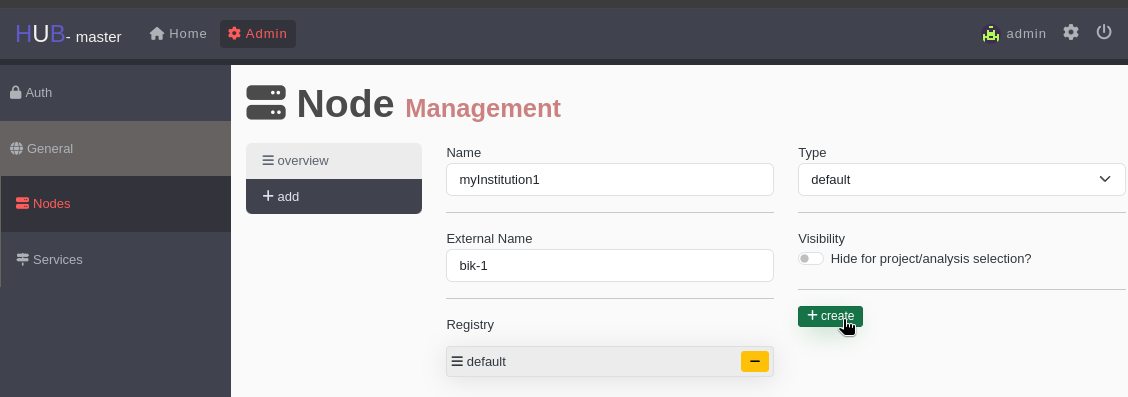 HUB- master
Home
Admin
admin
Auth
General
Nodes
Services
Node Management
overview
add
Name
myInstitution1
Type
default
External Name
bik-1
Visibility
Hide for project/analysis selection?
create
Registry
default